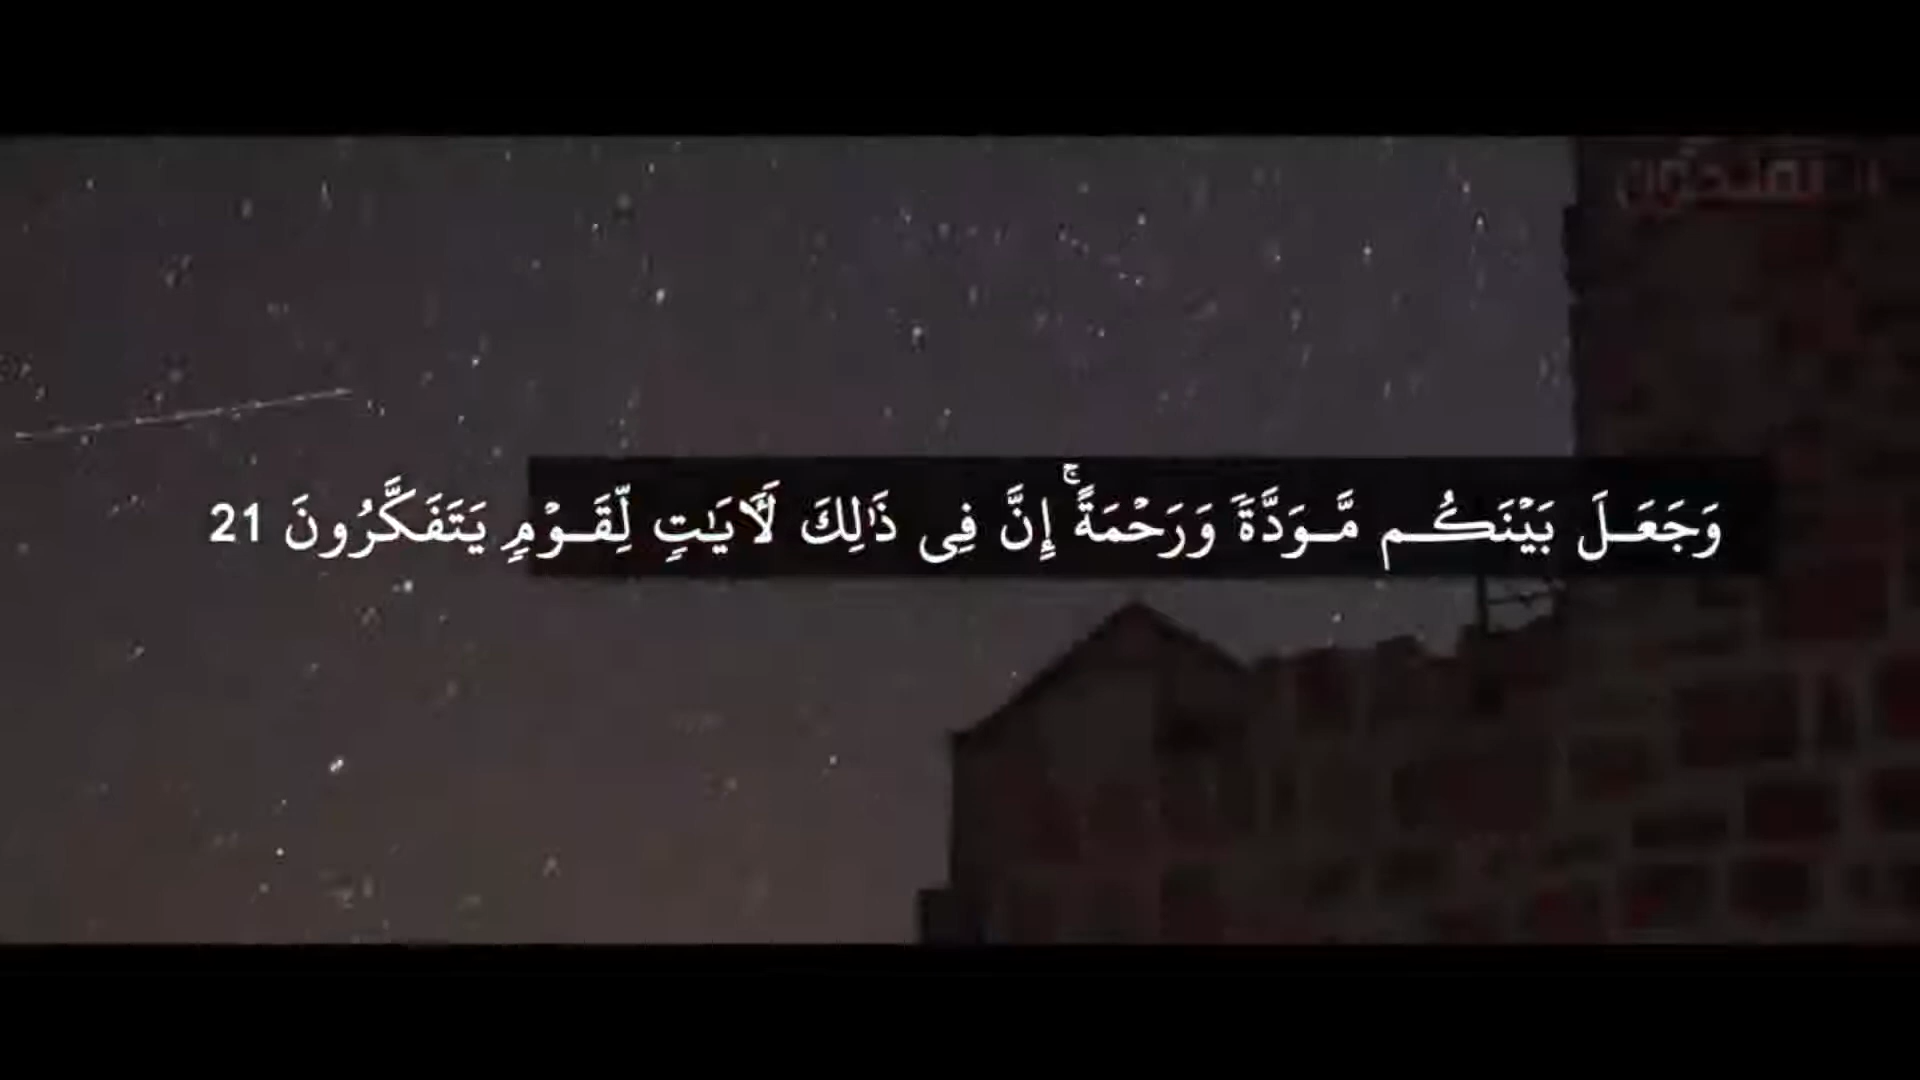 وَجَعَلَ بَيْنَكُم مَّوَدَّةً وَرَحْمَةً ۚ إِنَّ فِى ذَٰلِكَ لَءَايَٰتٍ لِّقَوْمٍ يَتَفَكَّرُونَ 21